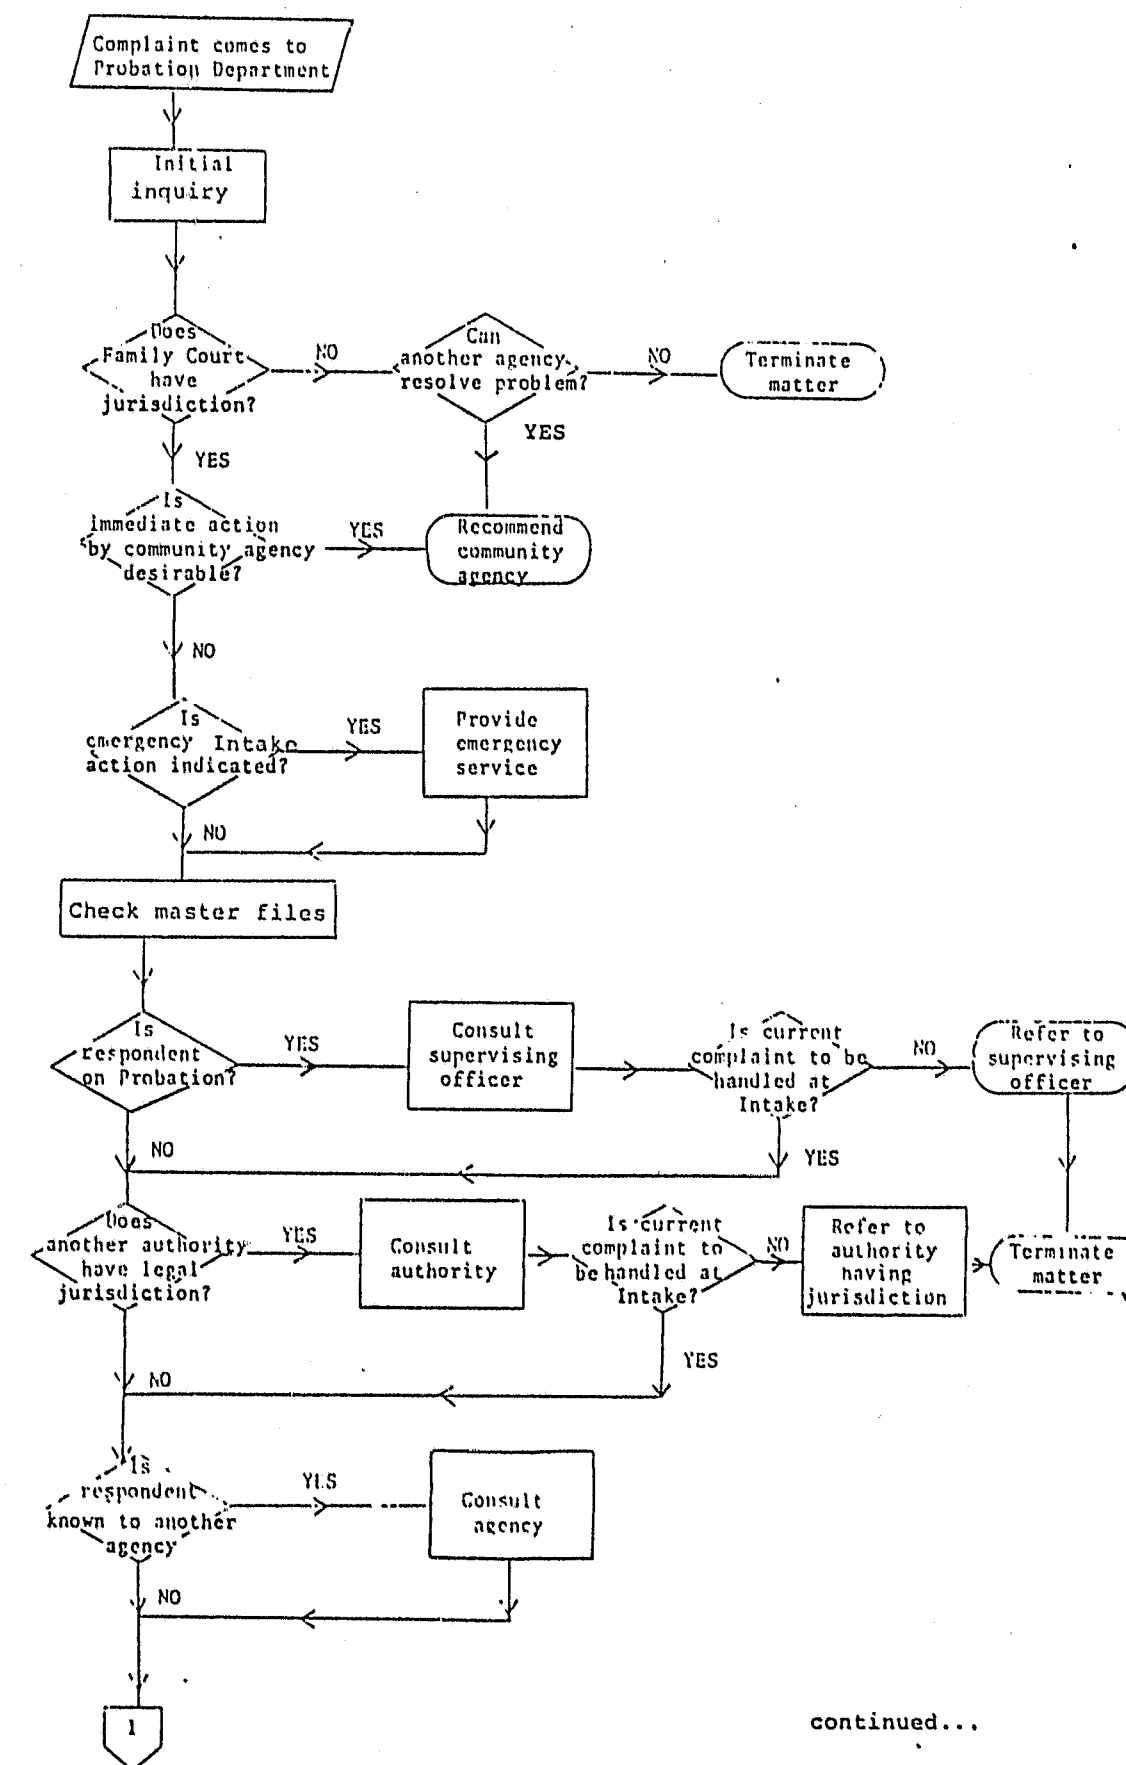 Complaint comes to
Probation Department
Initial
inquiry
Does
Family Court
have
jurisdiction?
NO
Can
another agency
resolve problem?
NO
Terminate
matter
YES
YES
Is
immediate action
by community agency
desirable?
YES
Recommend
community
agency
NO
Is
emergency Intake
action indicated?
YES
Provide
emergency
service
NO
Check master files
Is
respondent
on Probation?
YES
Consult
supervising
officer
Is current
complaint to be
handled at
Intake?
NO
Refer to
supervising
officer
NO
YES
Does
another authority
have legal
jurisdiction?
YES
Consult
authority
Is current
complaint to
be handled at
Intake?
NO
Refer to
authority
having
jurisdiction
Terminate
matter
NO
YES
Is
respondent
known to another
agency
YES
Consult
agency
NO
1
continued...